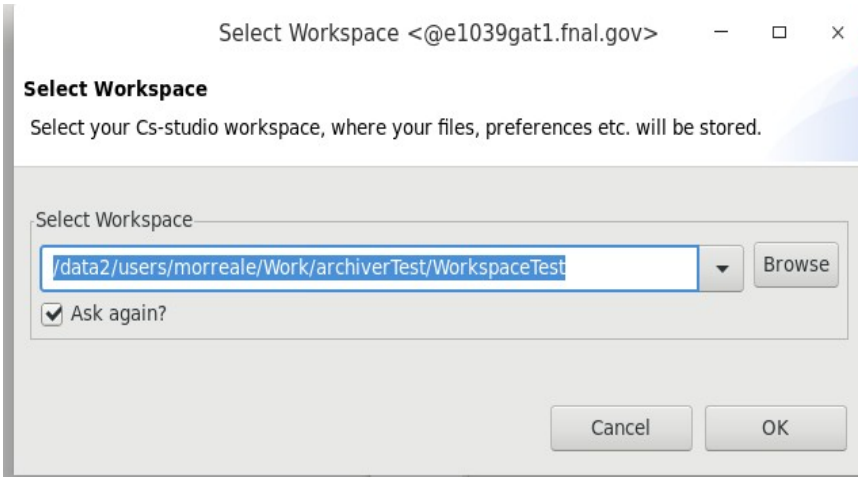 Select Workspace <@e1039gat1.fnal.gov>
Select Workspace
Select your Cs-studio workspace, where your files, preferences etc. will be stored.
Select Workspace
/data2/users/morreale/Work/archiverTest/WorkspaceTest
Browse
Ask again?
Cancel
OK